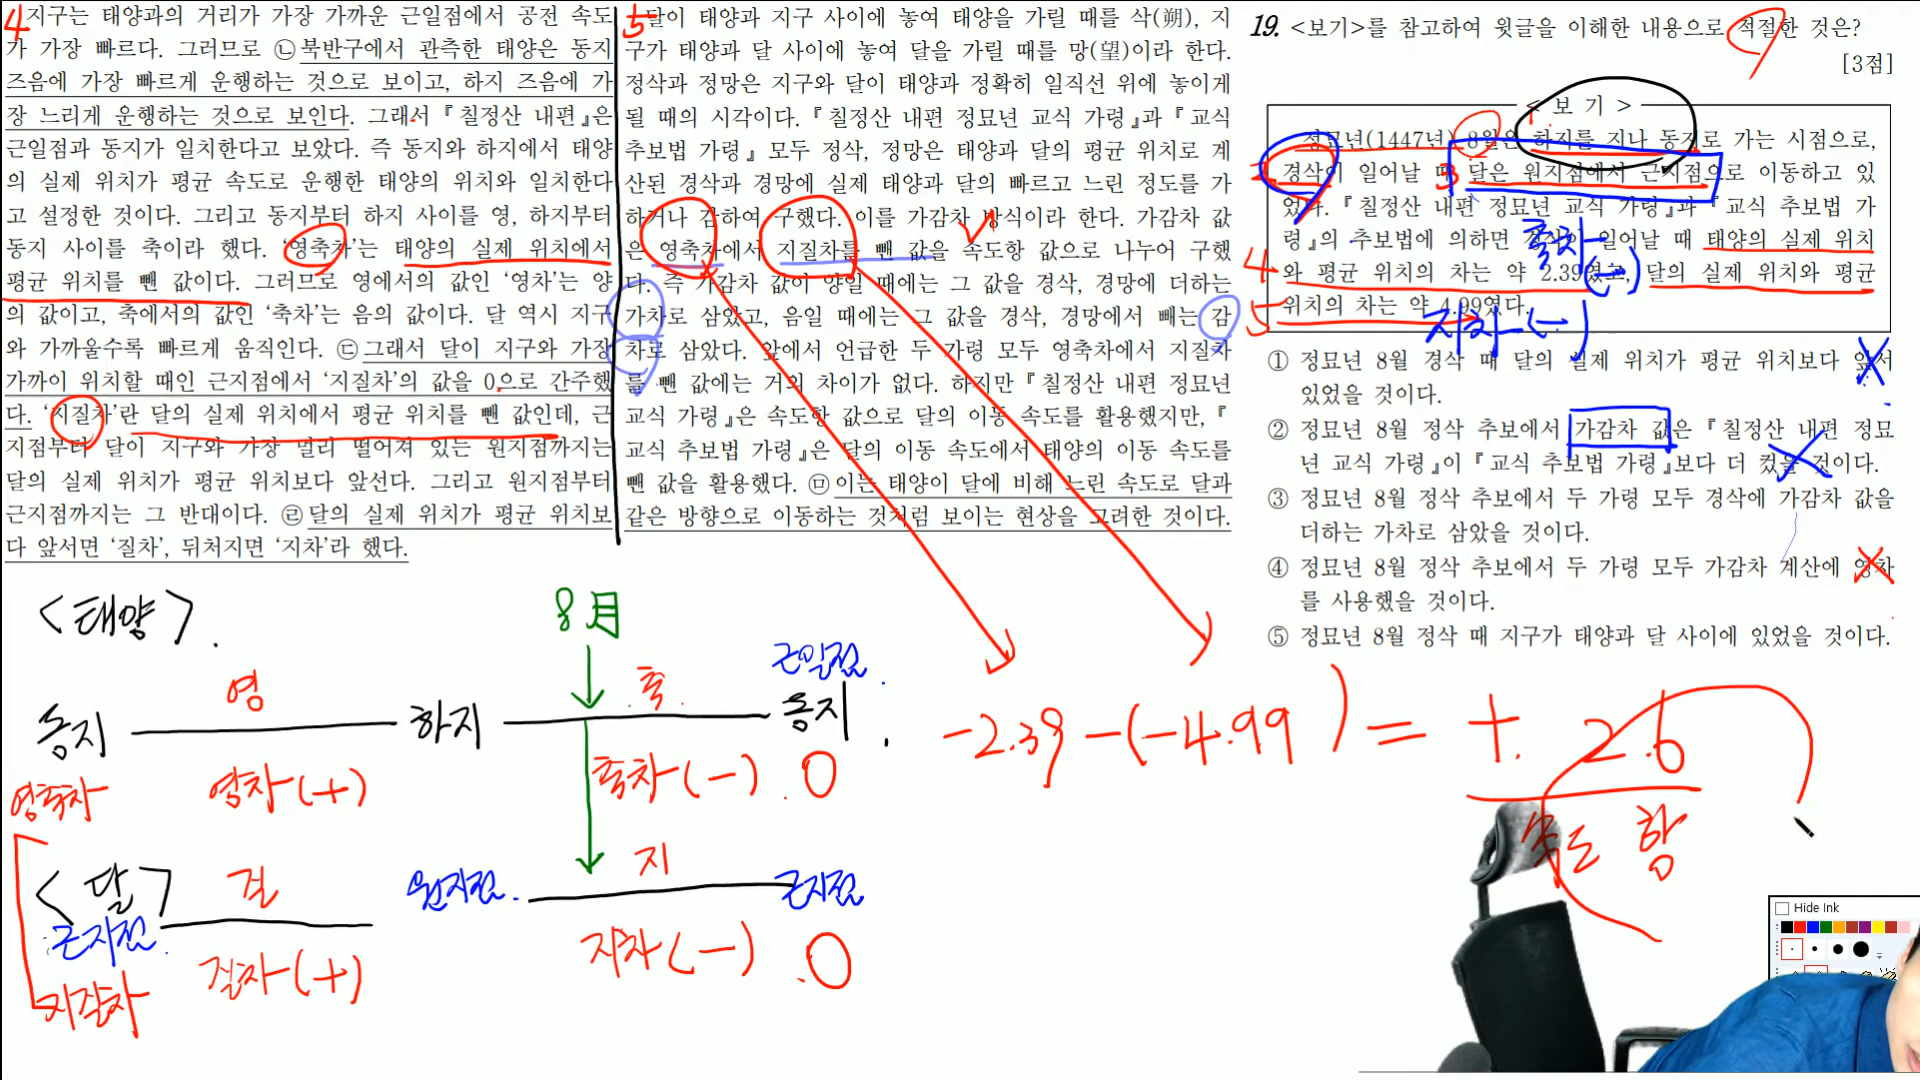 4 지구는 태양과의 거리가 가장 가까운 근일점에서 공전 속도
가 가장 빠르다. 그러므로 ㉡북반구에서 관측한 태양은 동지
즈음에 가장 빠르게 운행하는 것으로 보이고, 하지 즈음에 가
장 느리게 운행하는 것으로 보인다. 그래서 『칠정산 내편』은
근일점과 동지가 일치한다고 보았다. 즉 동지와 하지에서 태양
의 실제 위치가 평균 속도로 운행한 태양의 위치와 일치한다
고 설정한 것이다. 그리고 동지부터 하지 사이를 영, 하지부터
동지 사이를 축이라 했다. ‘영축차’는 태양의 실제 위치에서
평균 위치를 뺀 값이다. 그러므로 영에서의 값인 ‘영차’는 양
의 값이고, 축에서의 값인 ‘축차’는 음의 값이다. 달 역시 지구
와 가까울수록 빠르게 움직인다. ㉢그래서 달이 지구와 가장
가까이 위치할 때인 근지점에서 ‘지질차’의 값을 0으로 간주했
다. ‘지질차’란 달의 실제 위치에서 평균 위치를 뺀 값인데, 근
지점부터 달이 지구와 가장 멀리 떨어져 있는 원지점까지는
달의 실제 위치가 평균 위치보다 앞선다. 그리고 원지점부터
근지점까지는 그 반대이다. ㉣달의 실제 위치가 평균 위치보
다 앞서면 ‘질차’, 뒤처지면 ‘지차’라 했다.
5 달이 태양과 지구 사이에 놓여 태양을 가릴 때를 삭(朔), 지
구가 태양과 달 사이에 놓여 달을 가릴 때를 망(望)이라 한다.
정삭과 정망은 지구와 달이 태양과 정확히 일직선 위에 놓이게
될 때의 시각이다. 『칠정산 내편 정묘년 교식 가령』과 『교식
추보법 가령』 모두 정삭, 정망은 태양과 달의 평균 위치로 계
산된 경삭과 경망에 실제 태양과 달의 빠르고 느린 정도를 가
하거나 감하여 구했다. 이를 가감차 방식이라 한다. 가감차 값
은 영축차에서 지질차를 뺀 값을 속도항 값으로 나누어 구했
다. 즉 가감차 값이 양일 때에는 그 값을 경삭, 경망에 더하는
가차로 삼았고, 음일 때에는 그 값을 경삭, 경망에서 빼는 감
차로 삼았다. 앞에서 언급한 두 가령 모두 영축차에서 지질차
를 뺀 값에는 거의 차이가 없다. 하지만 『칠정산 내편 정묘년
교식 가령』은 속도항 값으로 달의 이동 속도를 활용했지만, 『
교식 추보법 가령』은 달의 이동 속도에서 태양의 이동 속도를
뺀 값을 활용했다. ㉤이는 태양이 달에 비해 느린 속도로 달과
같은 방향으로 이동하는 것처럼 보이는 현상을 고려한 것이다.
19. <보기>를 참고하여 윗글을 이해한 내용으로 적절한 것은?
[3점]
< 보 기 >
정묘년(1447년) 8월은 하지를 지나 동지로 가는 시점으로,
경삭이 일어날 때 달은 원지점에서 근지점으로 이동하고 있
었다. 『칠정산 내편 정묘년 교식 가령』과 『교식 추보법 가
령』의 추보법에 의하면 경삭이 일어날 때 태양의 실제 위치
와 평균 위치의 차는 약 2.39였고, 달의 실제 위치와 평균
위치의 차는 약 4.99였다.
3
4
5
축차
(-)
지차-(-)
① 정묘년 8월 경삭 때 달의 실제 위치가 평균 위치보다 앞서
있었을 것이다.
② 정묘년 8월 정삭 추보에서 가감차 값은 『칠정산 내편 정묘
년 교식 가령』이 『교식 추보법 가령』보다 더 컸을 것이다.
③ 정묘년 8월 정삭 추보에서 두 가령 모두 경삭에 가감차 값을
더하는 가차로 삼았을 것이다.
④ 정묘년 8월 정삭 추보에서 두 가령 모두 가감차 계산에 영차
를 사용했을 것이다.
⑤ 정묘년 8월 정삭 때 지구가 태양과 달 사이에 있었을 것이다.
<태양>
8月
영
축
근일점
동지
하지
동지
영축차
영차(+)
축차(-) 0
-2.39-(-4.99)=+2.6
속도항
<달>
질
원지점
지
근지점
근지점
질차(+)
지차(-) 0
지질차
Hide Ink